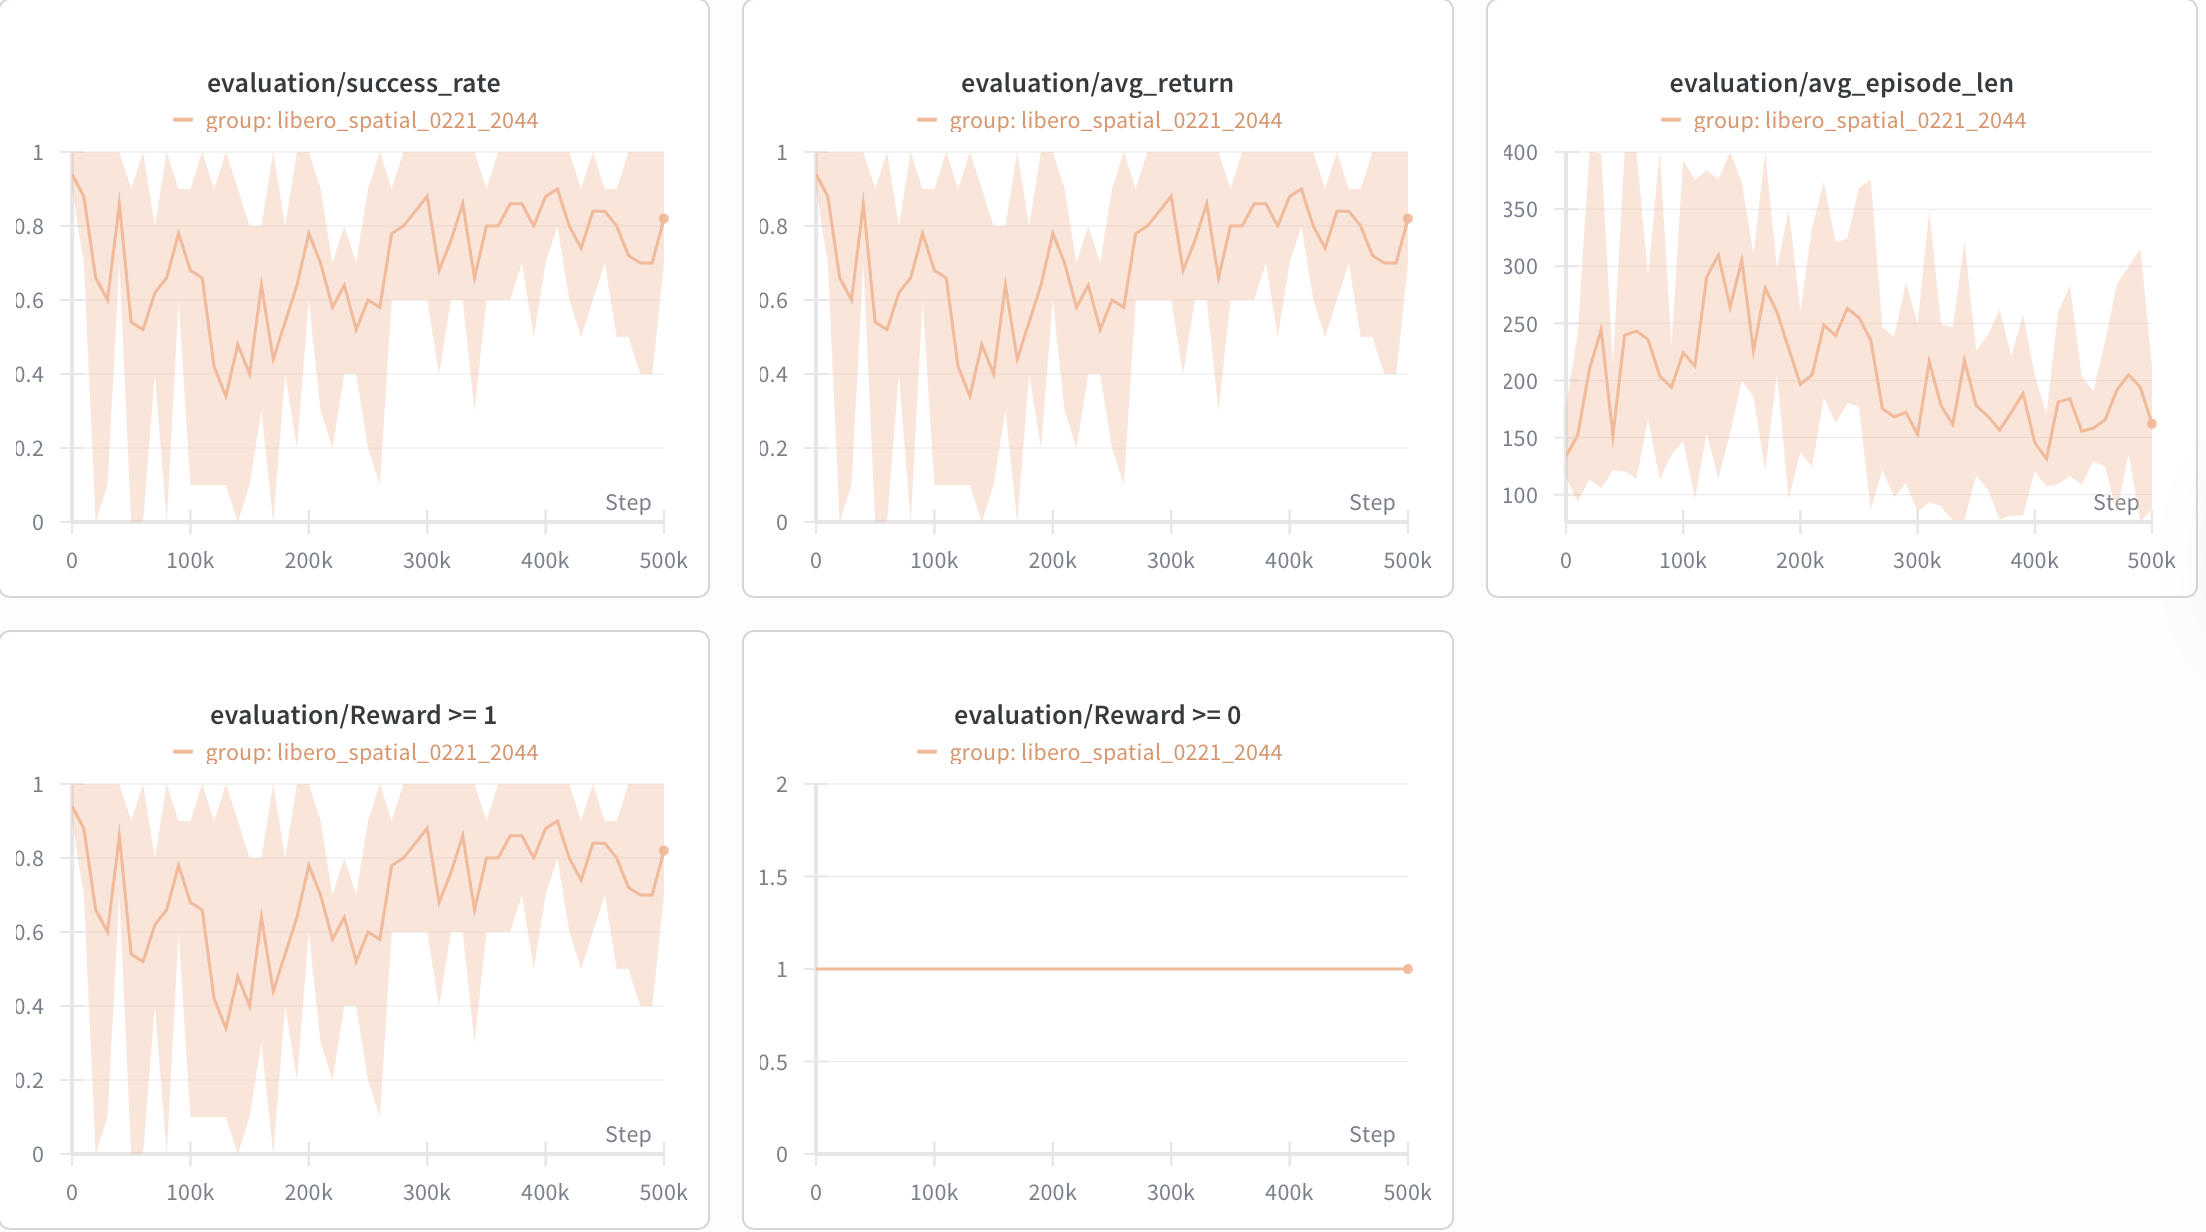 evaluation/success_rate
group: libero_spatial_0221_2044
1
0.8
0.6
0.4
0.2
0
Step
0 100k 200k 300k 400k 500k
evaluation/avg_return
group: libero_spatial_0221_2044
1
0.8
0.6
0.4
0.2
0
Step
0 100k 200k 300k 400k 500k
evaluation/avg_episode_len
group: libero_spatial_0221_2044
400
350
300
250
200
150
100
Step
0 100k 200k 300k 400k 500k
evaluation/Reward >= 1
group: libero_spatial_0221_2044
1
0.8
0.6
0.4
0.2
0
Step
0 100k 200k 300k 400k 500k
evaluation/Reward >= 0
group: libero_spatial_0221_2044
2
1.5
1
0.5
0
Step
0 100k 200k 300k 400k 500k